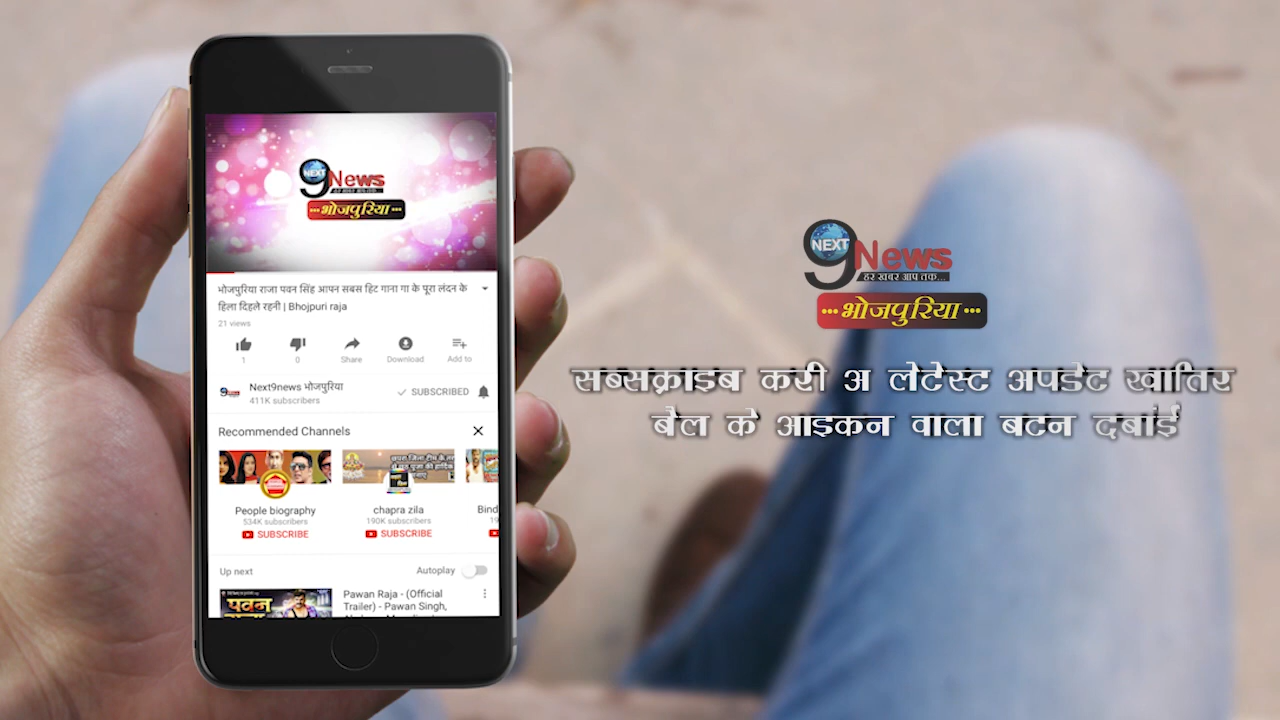 NEXT
9 News
हर खबर आप तक...
••• भोजपुरिया •••
भोजपुरिया राजा पवन सिंह आपन सबस हिट गाना गा के पूरा लंदन के
हिला दिहले रहनी | Bhojpuri raja
21 views
1
0
Share
Download
Add to
Next9news भोजपुरिया
411K subscribers
SUBSCRIBED
Recommended Channels
People biography
534K subscribers
SUBSCRIBE
chapra zila
190K subscribers
SUBSCRIBE
Bind
19
Up next
Autoplay
पवन
Pawan Raja - (Official
Trailer) - Pawan Singh,
NEXT
9 News
हर खबर आप तक...
••• भोजपुरिया •••
सब्सक्राइब करी अ लेटेस्ट अपडेट खातिर
बैल के आइकन वाला बटन दबाई